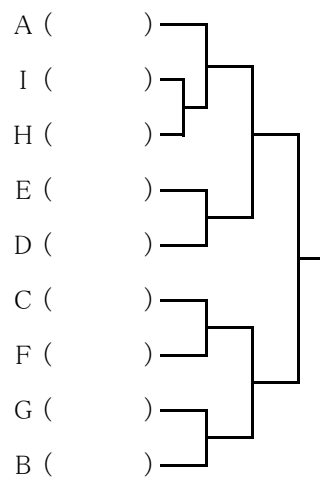 A (          )
I (          )
H (          )
E (          )
D (          )
C (          )
F (          )
G (          )
B (          )